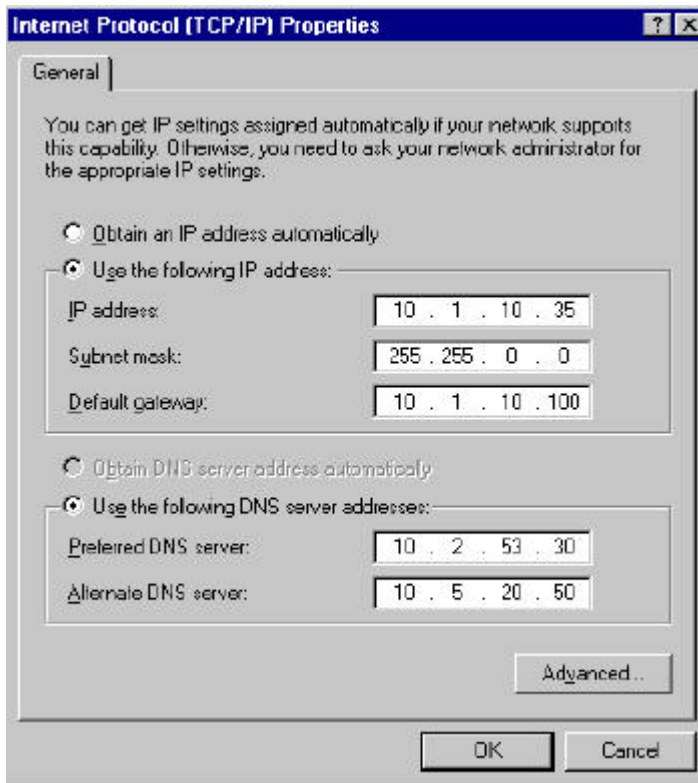 Internet Protocol (TCP/IP) Properties
General
You can get IP settings assigned automatically if your network supports
this capability. Otherwise, you need to ask your network administrator for
the appropriate IP settings.
Obtain an IP address automatically
Use the following IP address:
IP address: 10 . 1 . 10 . 35
Subnet mask: 255 . 255 . 0 . 0
Default gateway: 10 . 1 . 10 . 100
Obtain DNS server address automatically
Use the following DNS server addresses:
Preferred DNS server: 10 . 2 . 53 . 30
Alternate DNS server: 10 . 5 . 20 . 50
Advanced...
OK Cancel